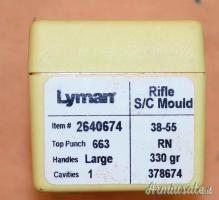 Lyman®
Rifle
S/C Mould
Item # 2640674
38-55
Top Punch 663
RN
Handles Large
330 gr
Cavities 1
378674
Armiusate.it